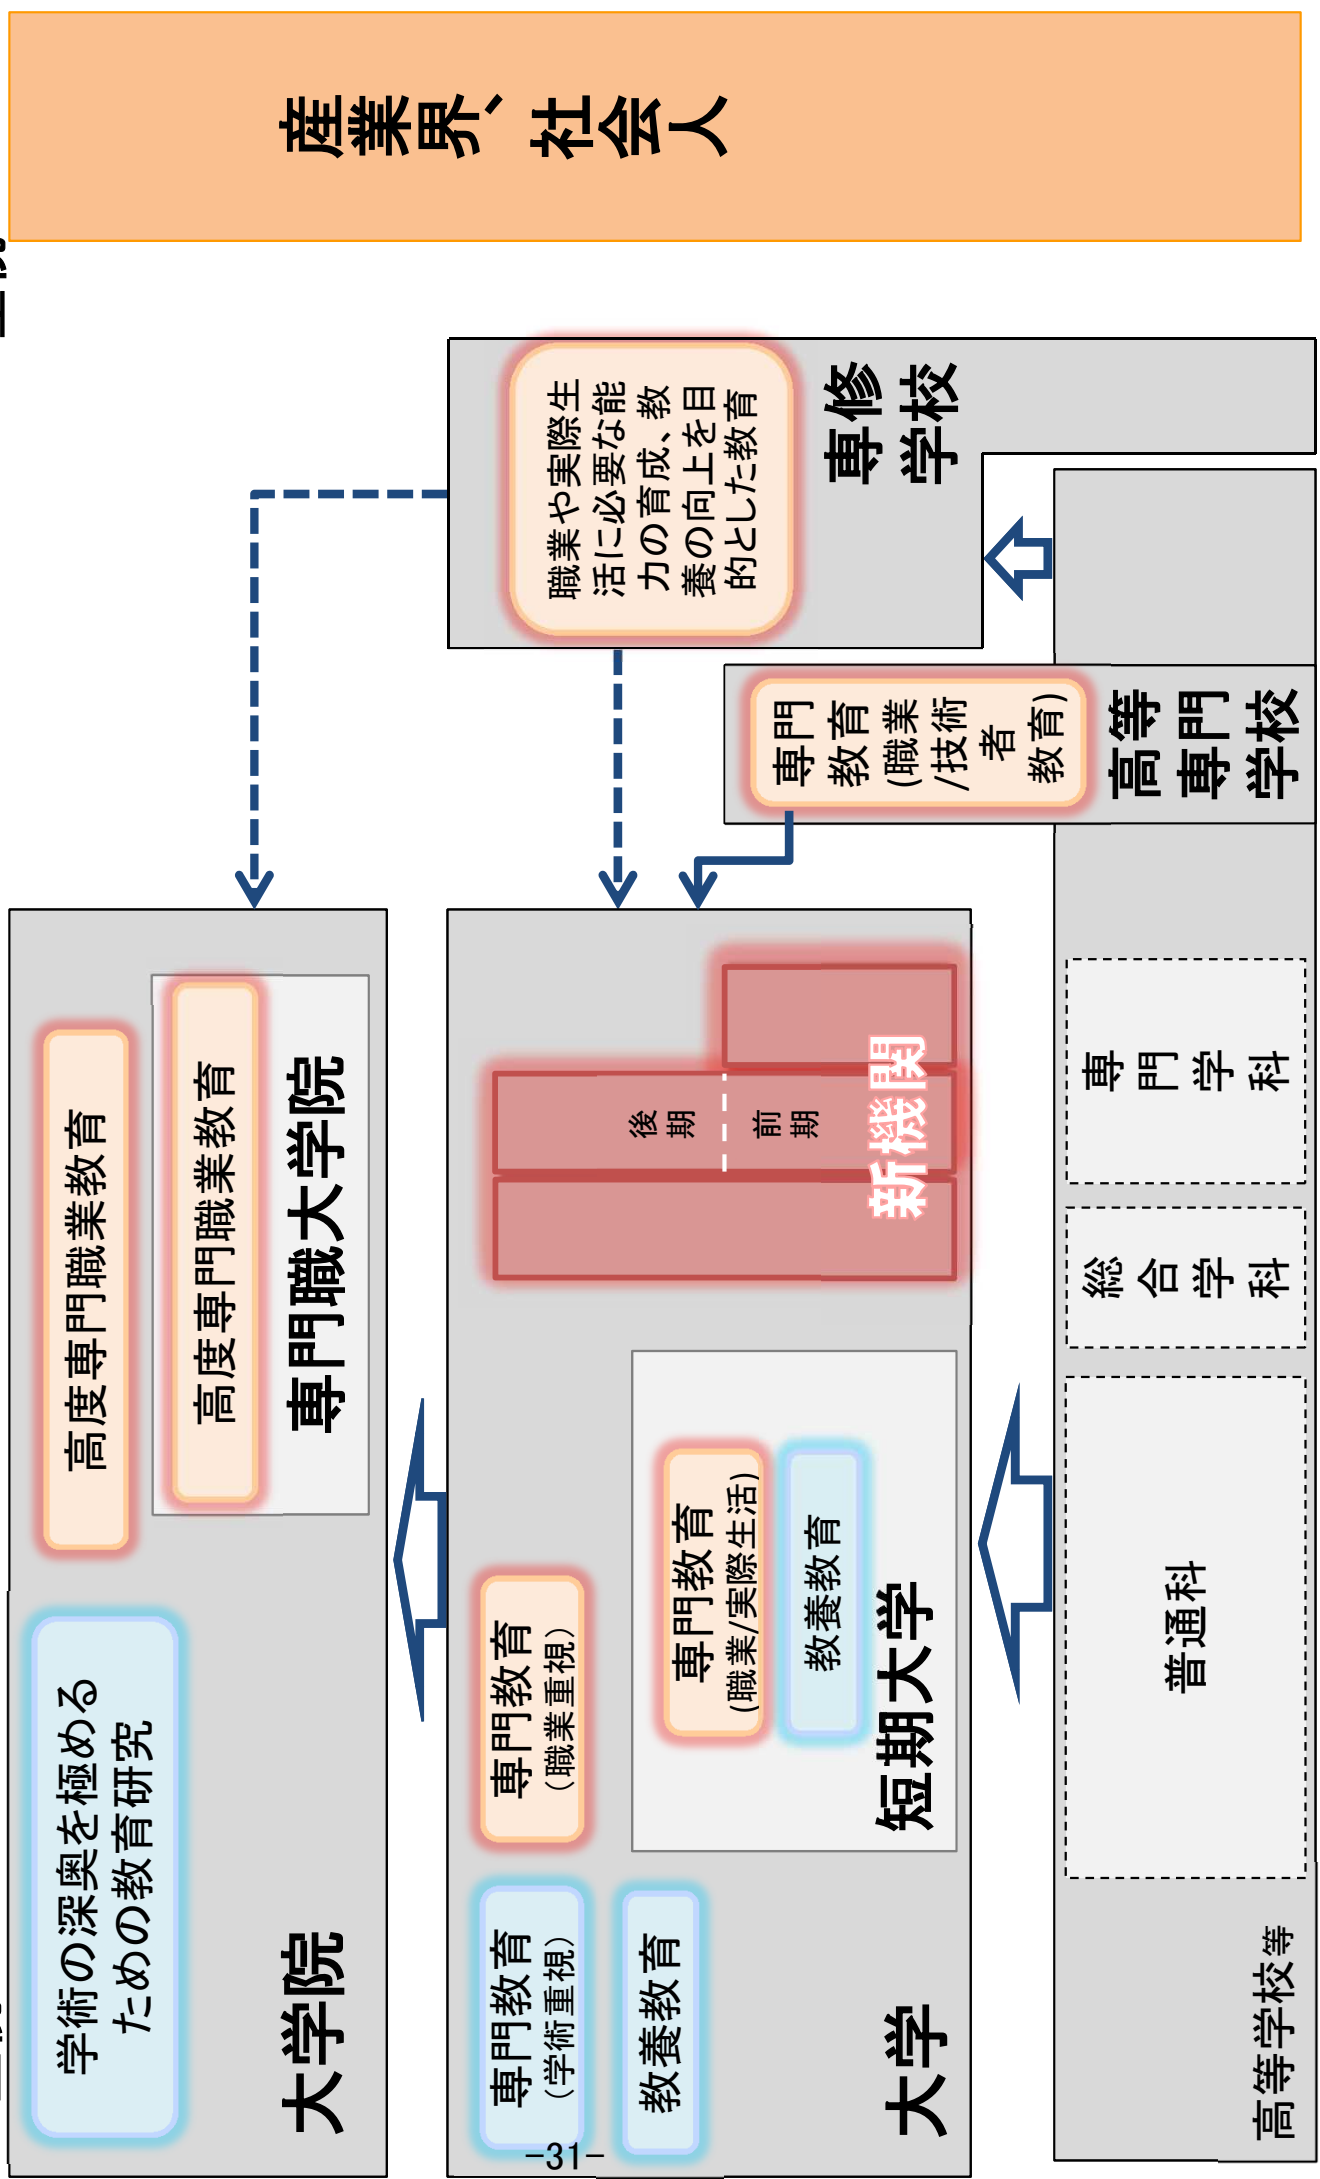 学術の深奥を極める
ための教育研究
大学院
高度専門職業教育
高度専門職業教育
専門職大学院
専門教育
(学術重視)
教養教育
大学
専門教育
(職業重視)
専門教育
(職業/実際生活)
教養教育
短期大学
後期
前期
新機関
高等学校等
普通科
総合学科
専門学科
専門
教育
(職業
/技術
者
教育)
高等
専門
学校
職業や実際生
活に必要な能
力の育成、教
養の向上を目
的とした教育
専修
学校
産業界、社会人
−31−